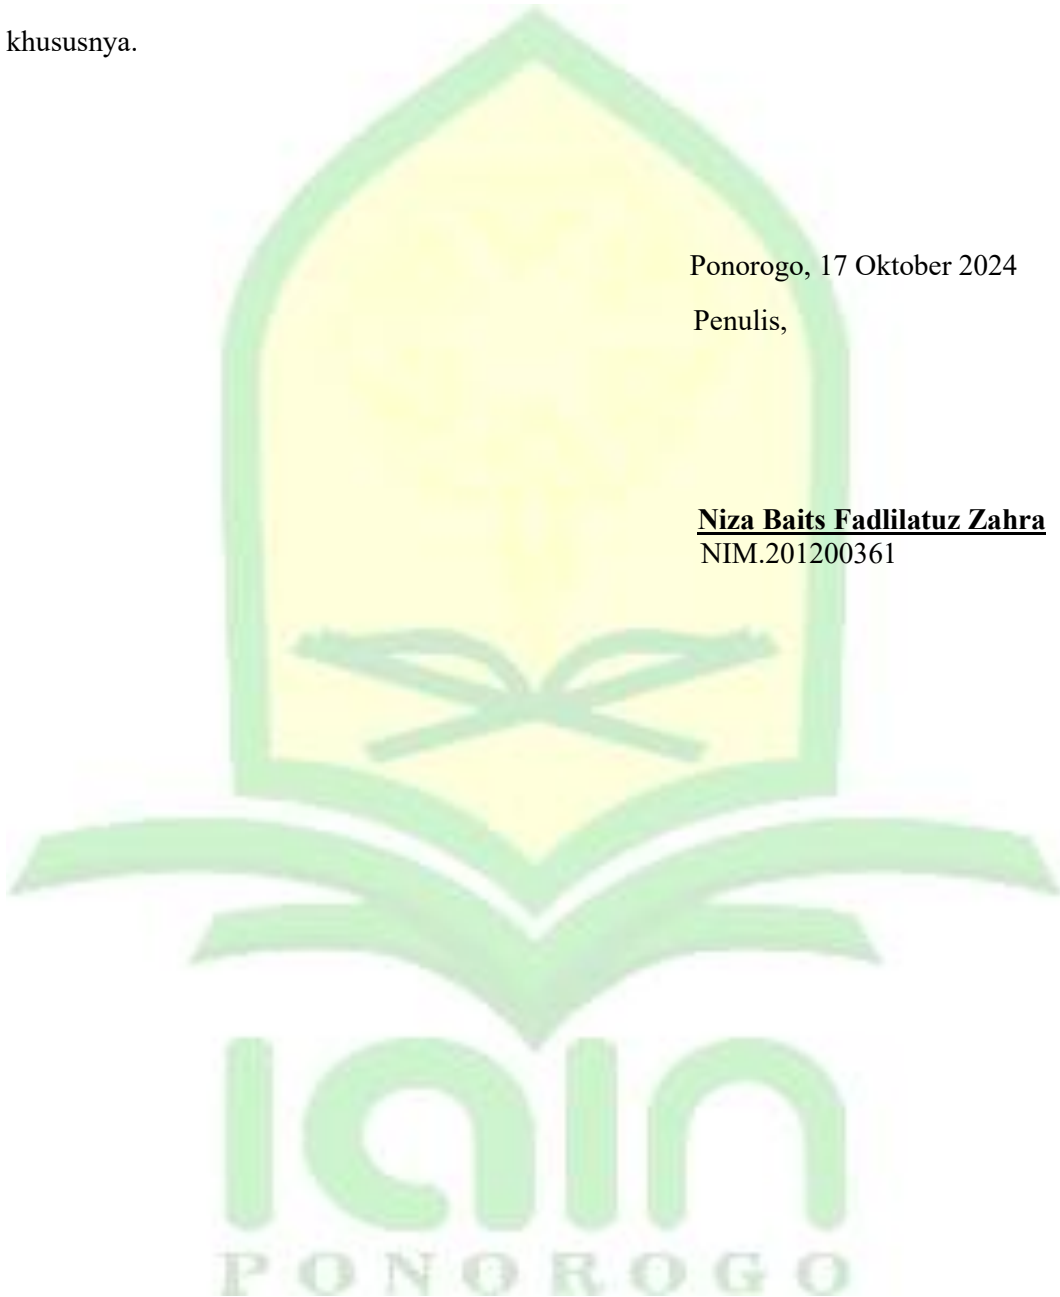 khususnya.
Ponorogo, 17 Oktober 2024
Penulis,
Niza Baits Fadlilatuz Zahra
NIM.201200361
iain
PONOROGO